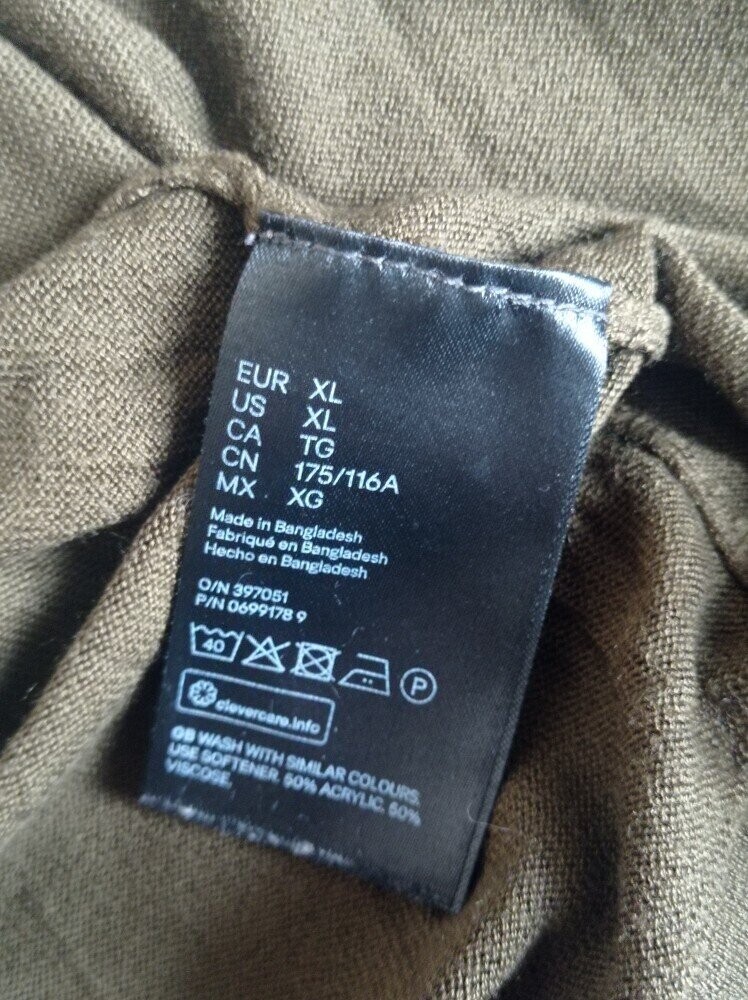 EUR XL
US XL
CA TG
CN 175/116A
MX XG
Made in Bangladesh
Fabriqué en Bangladesh
Hecho en Bangladesh
O/N 397051
P/N 0699178 9
40
P
clevercare.info
GB WASH WITH SIMILAR COLOURS.
USE SOFTENER. 50% ACRYLIC. 50%
VISCOSE.